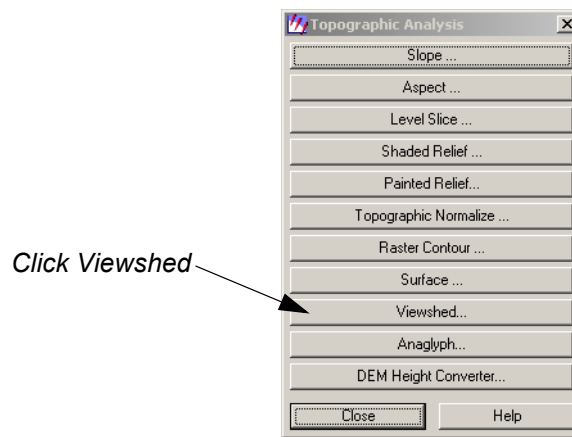 Topographic Analysis
Slope ...
Aspect ...
Level Slice ...
Shaded Relief ...
Painted Relief...
Topographic Normalize ...
Raster Contour ...
Surface ...
Click Viewshed
Viewshed...
Anaglyph...
DEM Height Converter...
Close Help